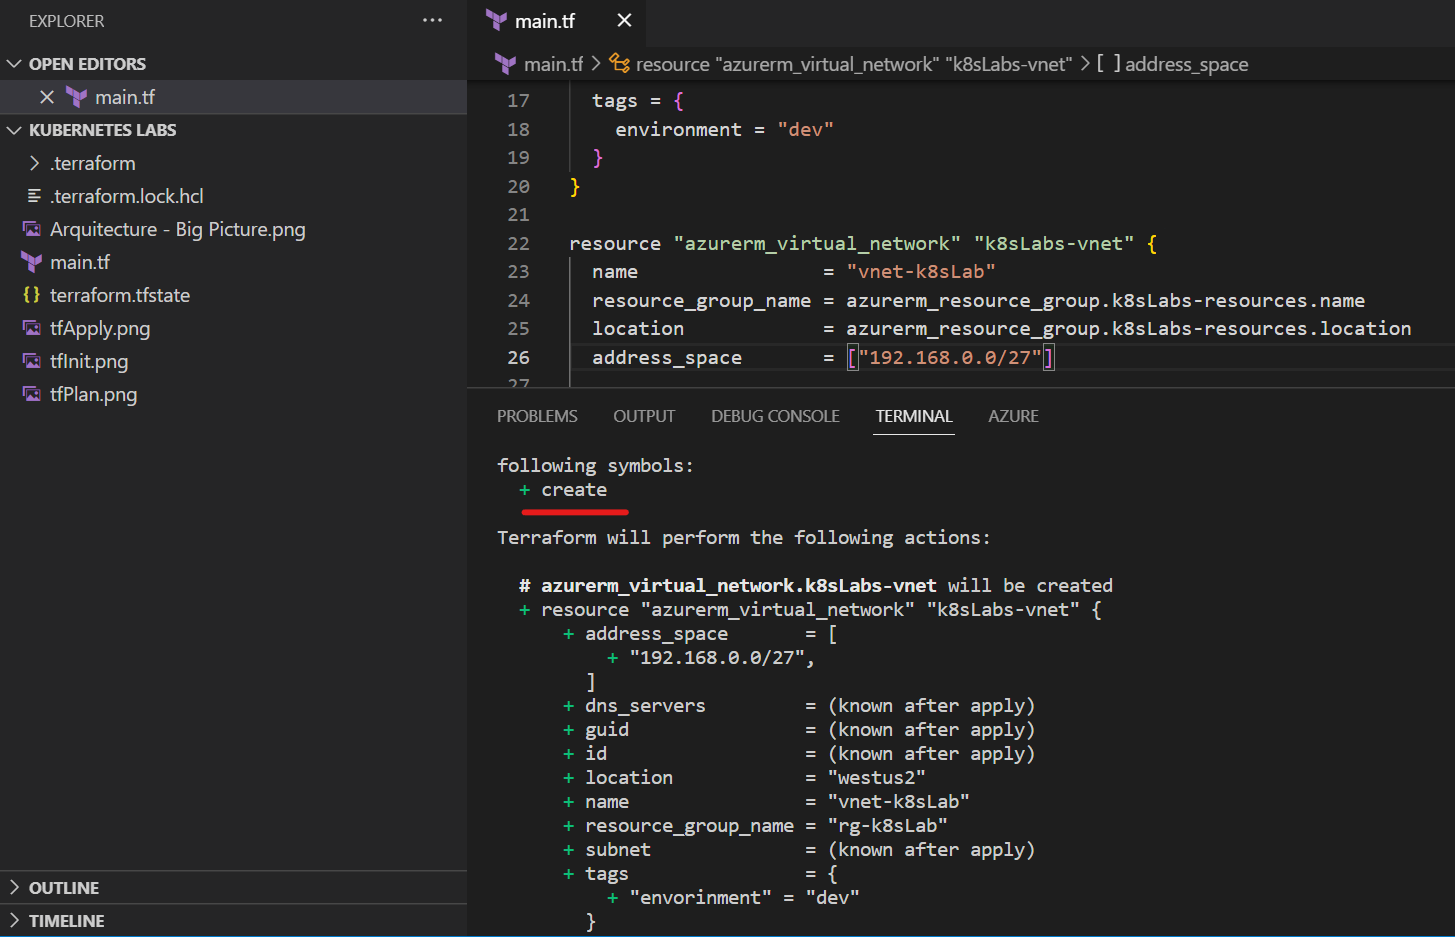 EXPLORER
···
OPEN EDITORS
main.tf
KUBERNETES LABS
.terraform
.terraform.lock.hcl
Arquitecture - Big Picture.png
main.tf
{} terraform.tfstate
tfApply.png
tfInit.png
tfPlan.png
OUTLINE
TIMELINE
main.tf
main.tf > resource "azurerm_virtual_network" "k8sLabs-vnet" > [ ] address_space
17 tags = {
18 environment = "dev"
19 }
20 }
21
22 resource "azurerm_virtual_network" "k8sLabs-vnet" {
23 name = "vnet-k8sLab"
24 resource_group_name = azurerm_resource_group.k8sLabs-resources.name
25 location = azurerm_resource_group.k8sLabs-resources.location
26 address_space = ["192.168.0.0/27"]
27
PROBLEMS OUTPUT DEBUG CONSOLE TERMINAL AZURE
following symbols:
+ create
Terraform will perform the following actions:
# azurerm_virtual_network.k8sLabs-vnet will be created
+ resource "azurerm_virtual_network" "k8sLabs-vnet" {
+ address_space = [
+ "192.168.0.0/27",
]
+ dns_servers = (known after apply)
+ guid = (known after apply)
+ id = (known after apply)
+ location = "westus2"
+ name = "vnet-k8sLab"
+ resource_group_name = "rg-k8sLab"
+ subnet = (known after apply)
+ tags = {
+ "envorinment" = "dev"
}